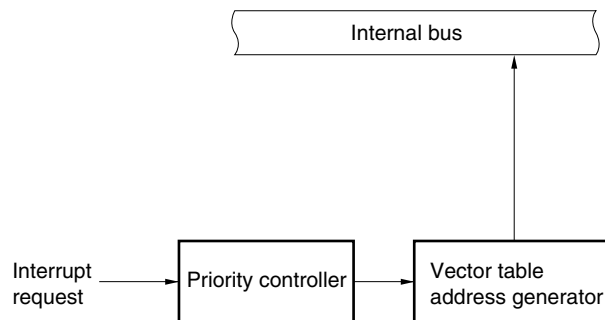 Internal bus
Interrupt
request
Priority controller
Vector table
address generator